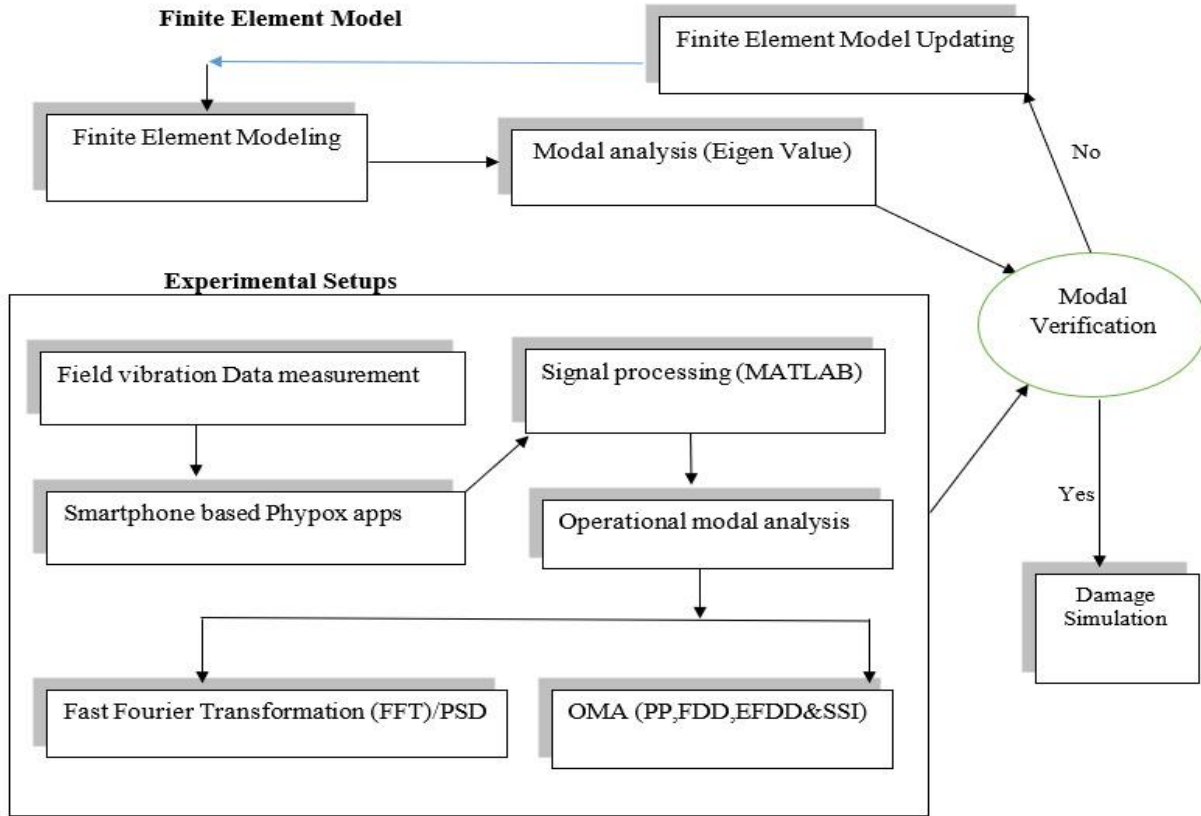 Finite Element Model
Finite Element Model Updating
Finite Element Modeling
Modal analysis (Eigen Value)
No
Experimental Setups
Modal
Verification
Field vibration Data measurement
Signal processing (MATLAB)
Smartphone based Phypox apps
Operational modal analysis
Yes
Damage
Simulation
Fast Fourier Transformation (FFT)/PSD
OMA (PP,FDD,EFDD&SSI)